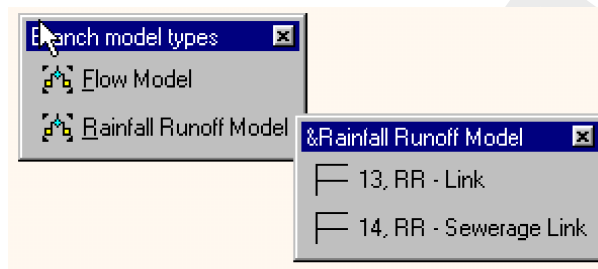 Branch model types
Flow Model
Rainfall Runoff Model
&Rainfall Runoff Model
13, RR - Link
14, RR - Sewerage Link